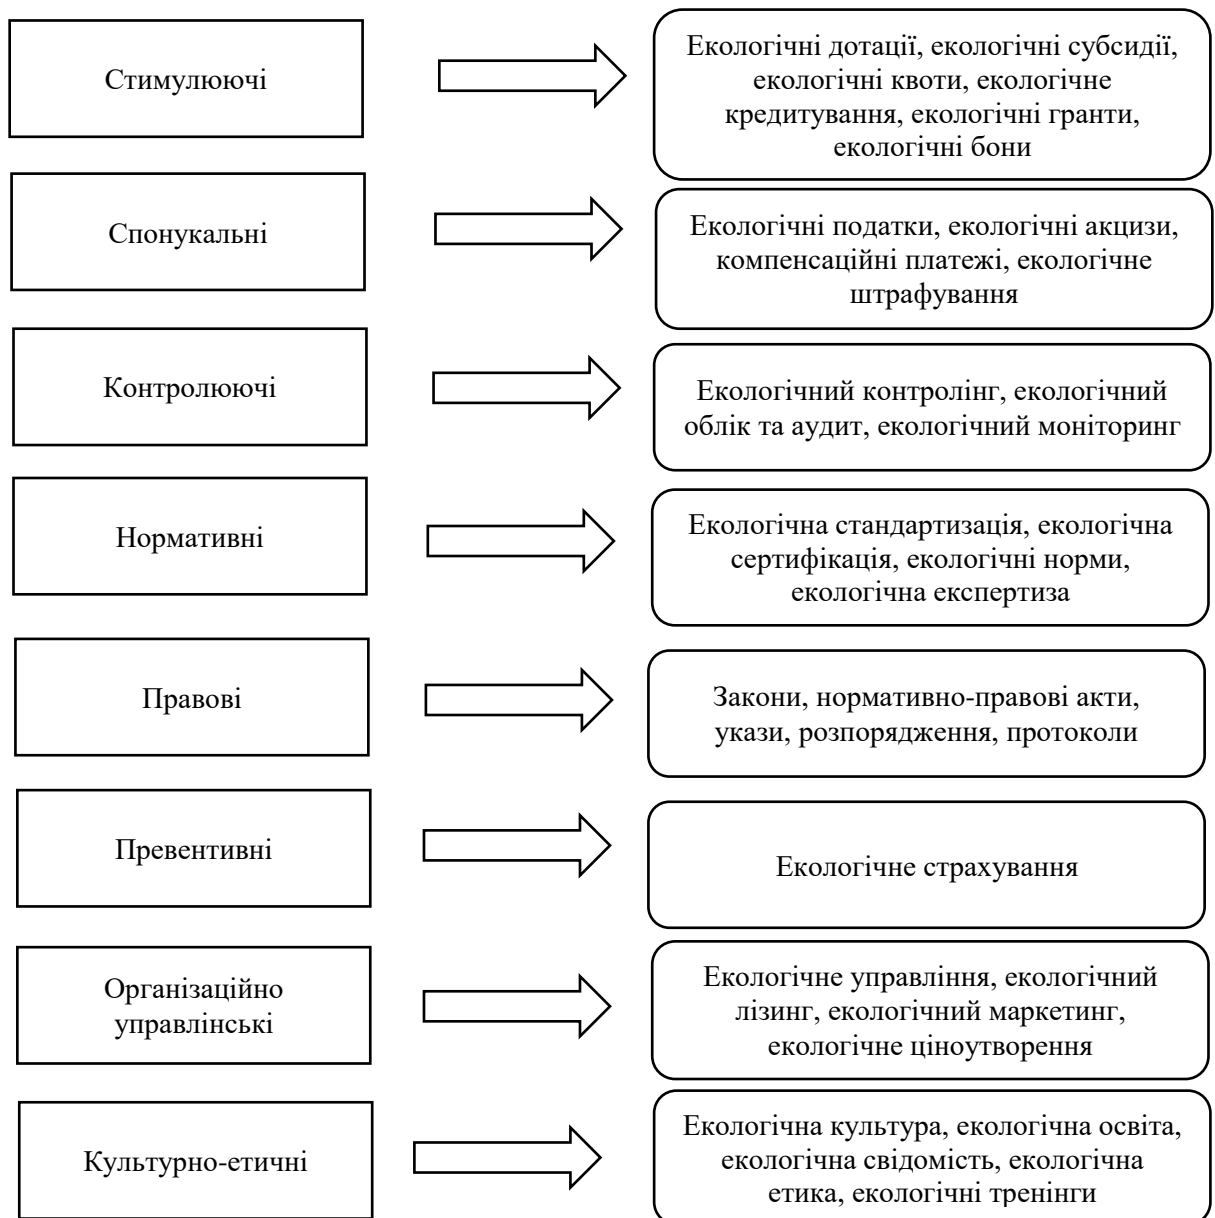 Стимулюючі
Екологічні дотації, екологічні субсидії,
екологічні квоти, екологічне
кредитування, екологічні гранти,
екологічні бони
Спонукальні
Екологічні податки, екологічні акцизи,
компенсаційні платежі, екологічне
штрафування
Контролюючі
Екологічний контролінг, екологічний
облік та аудит, екологічний моніторинг
Нормативні
Екологічна стандартизація, екологічна
сертифікація, екологічні норми,
екологічна експертиза
Правові
Закони, нормативно-правові акти,
укази, розпорядження, протоколи
Превентивні
Екологічне страхування
Організаційно
управлінські
Екологічне управління, екологічний
лізинг, екологічний маркетинг,
екологічне ціноутворення
Культурно-етичні
Екологічна культура, екологічна освіта,
екологічна свідомість, екологічна
етика, екологічні тренінги